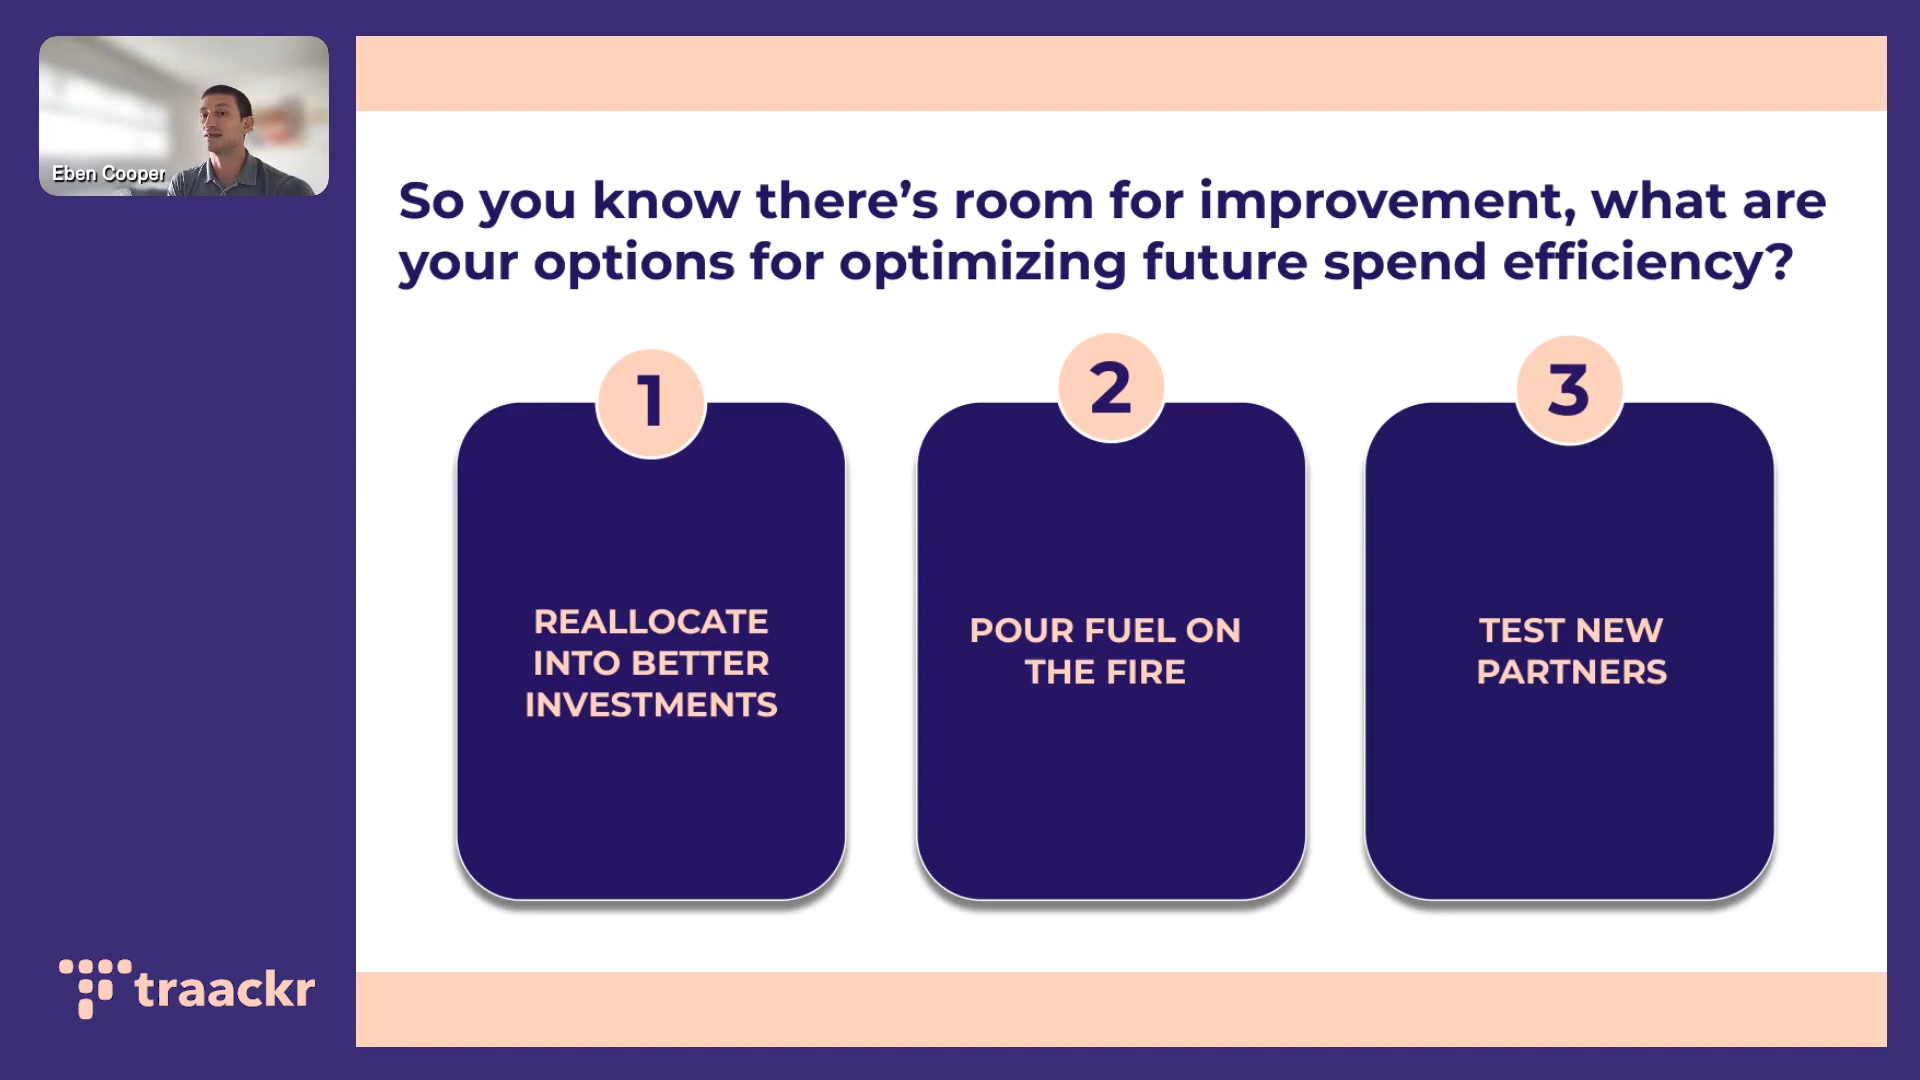 Eben Cooper
So you know there’s room for improvement, what are
your options for optimizing future spend efficiency?
1
REALLOCATE
INTO BETTER
INVESTMENTS
2
POUR FUEL ON
THE FIRE
3
TEST NEW
PARTNERS
traackr